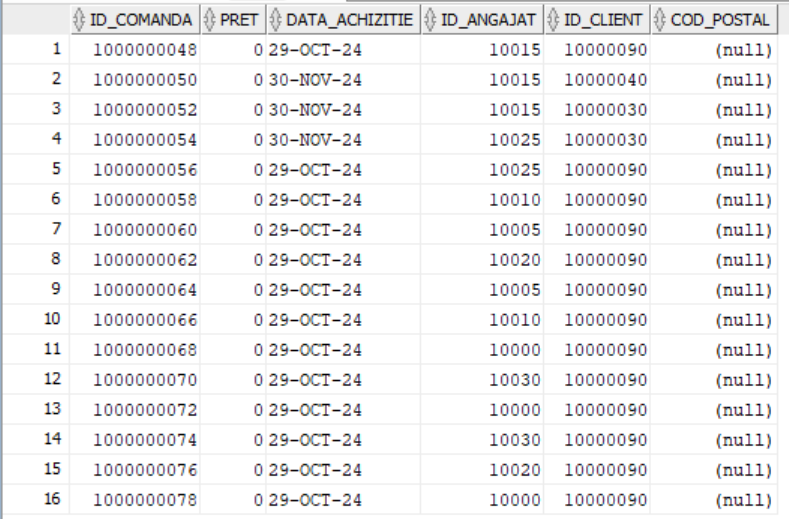 ID_COMANDA PRET DATA_ACHIZITIE ID_ANGAJAT ID_CLIENT COD_POSTAL
1 1000000048 0 29-OCT-24 10015 10000090 (null)
2 1000000050 0 30-NOV-24 10015 10000040 (null)
3 1000000052 0 30-NOV-24 10015 10000030 (null)
4 1000000054 0 30-NOV-24 10025 10000030 (null)
5 1000000056 0 29-OCT-24 10025 10000090 (null)
6 1000000058 0 29-OCT-24 10010 10000090 (null)
7 1000000060 0 29-OCT-24 10005 10000090 (null)
8 1000000062 0 29-OCT-24 10020 10000090 (null)
9 1000000064 0 29-OCT-24 10005 10000090 (null)
10 1000000066 0 29-OCT-24 10010 10000090 (null)
11 1000000068 0 29-OCT-24 10000 10000090 (null)
12 1000000070 0 29-OCT-24 10030 10000090 (null)
13 1000000072 0 29-OCT-24 10000 10000090 (null)
14 1000000074 0 29-OCT-24 10030 10000090 (null)
15 1000000076 0 29-OCT-24 10020 10000090 (null)
16 1000000078 0 29-OCT-24 10000 10000090 (null)